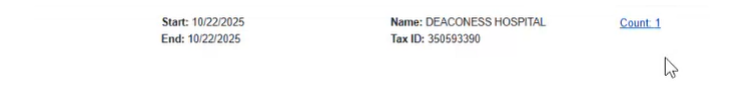 Start: 10/22/2025 Name: DEACONESS HOSPITAL Count: 1
End: 10/22/2025 Tax ID: 350593390